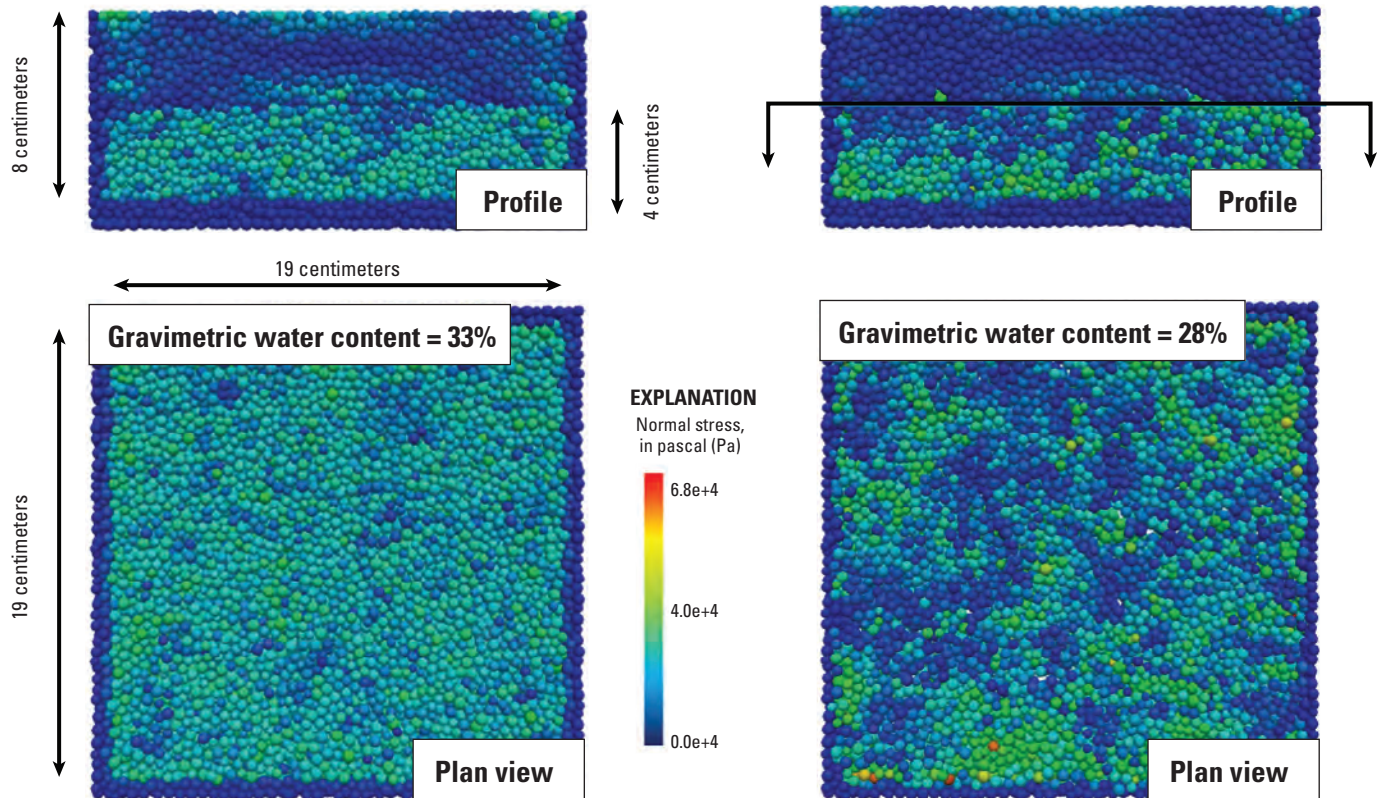 8 centimeters
Profile
4 centimeters
Profile
19 centimeters
19 centimeters
Gravimetric water content = 33%
Plan view
EXPLANATION
Normal stress,
in pascal (Pa)
6.8e+4
4.0e+4
0.0e+4
Gravimetric water content = 28%
Plan view